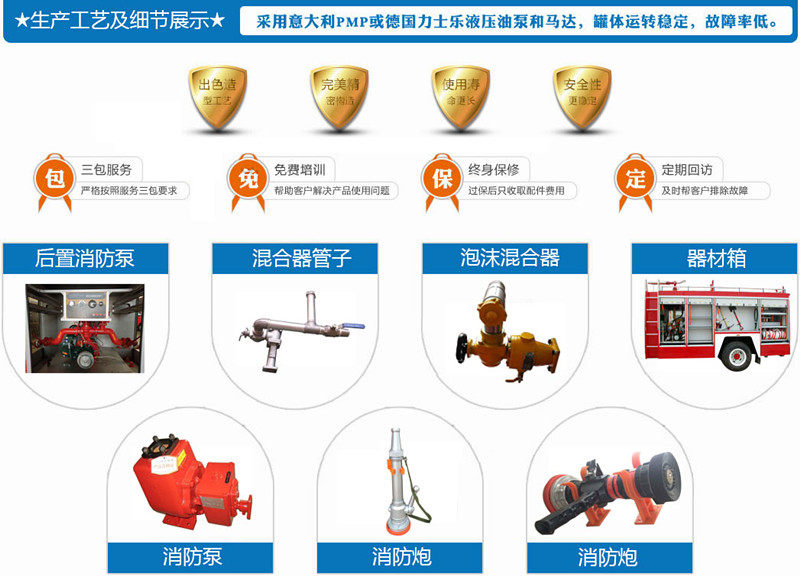 ★生产工艺及细节展示★
采用意大利PMP或德国力士乐液压油泵和马达，罐体运转稳定，故障率低。
出色造
型工艺
完美精
密构造
使用寿
命更长
安全性
更稳定
包
三包服务
严格按照服务三包要求
免
免费培训
帮助客户解决产品使用问题
保
终身保修
过保后只收取配件费用
定
定期回访
及时帮客户排除故障
后置消防泵
混合器管子
泡沫混合器
器材箱
消防泵
消防炮
消防炮